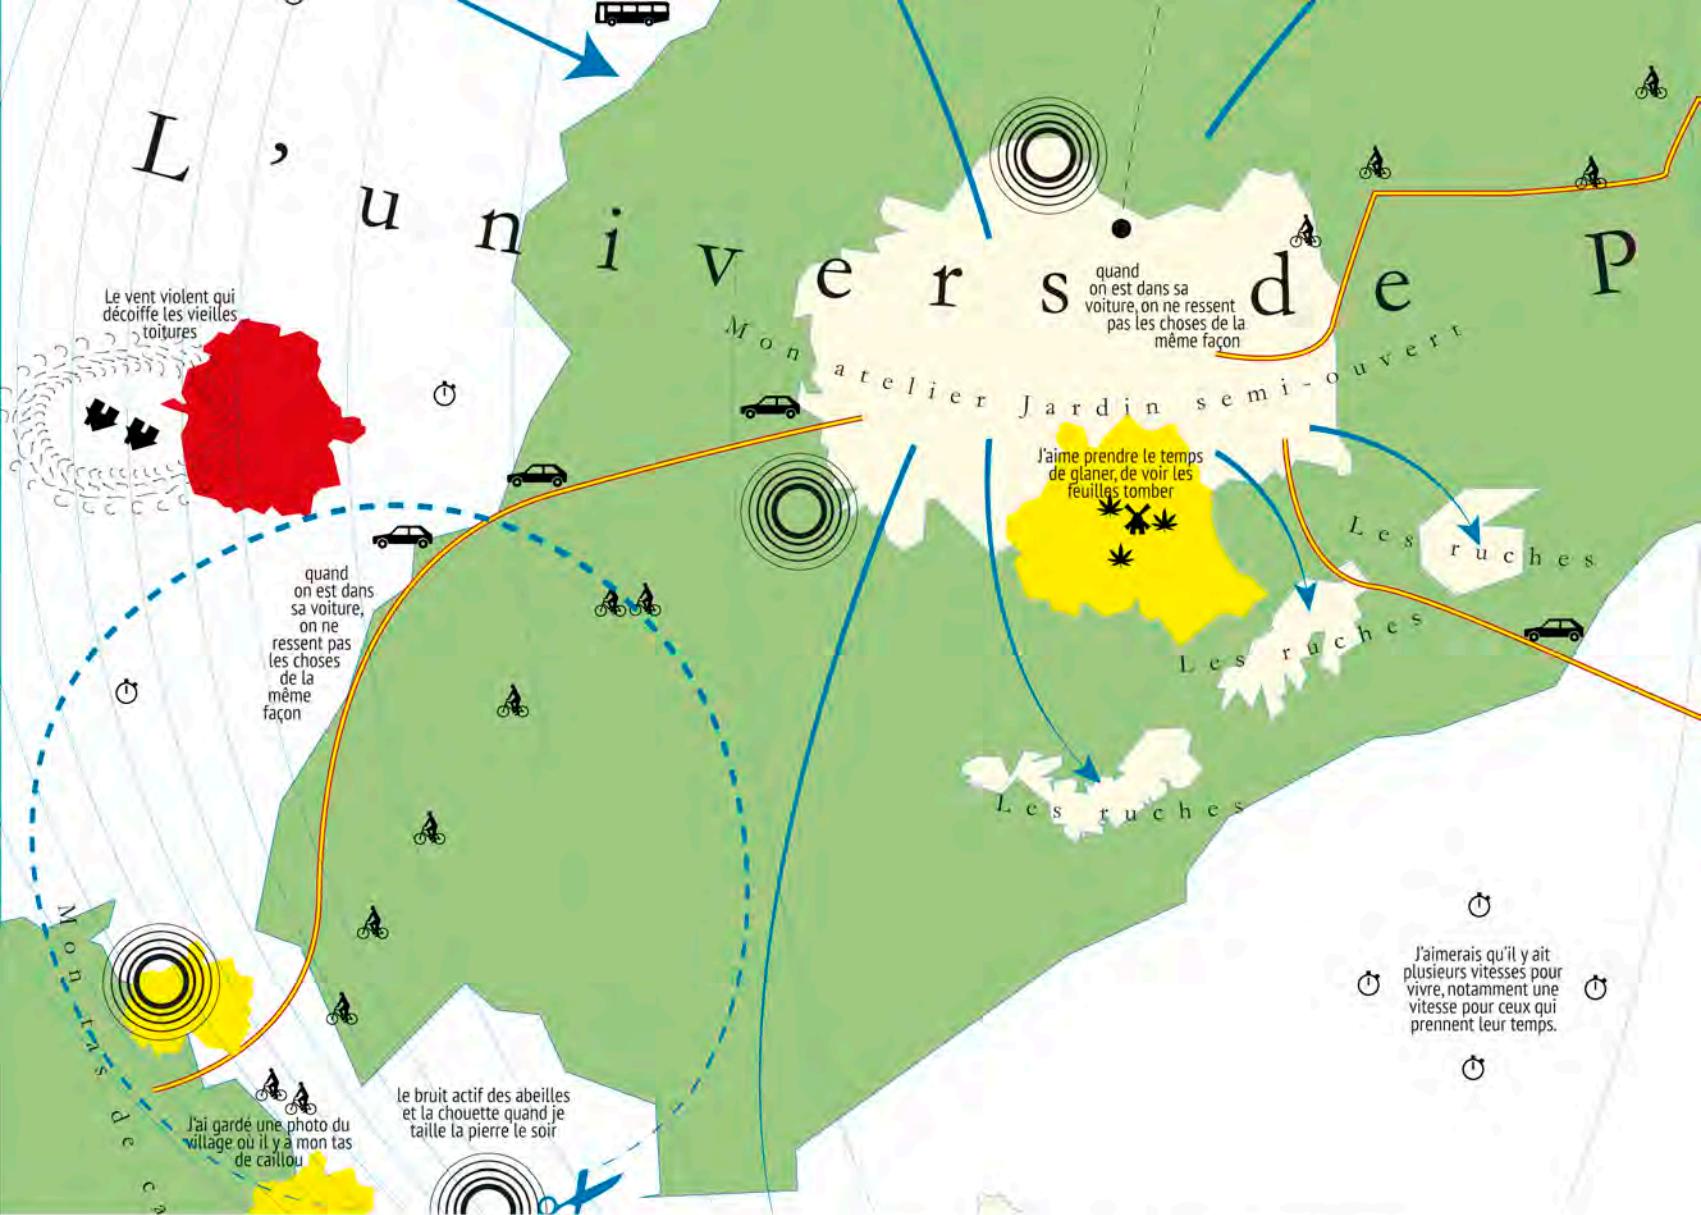 L'univers de P
Le vent violent qui
décoiffe les vieilles
toitures
quand
on est dans sa
voiture, on ne ressent
pas les choses de la
même façon
Mon atelier Jardin semi-ouvert
J'aime prendre le temps
de glaner, de voir les
feuilles tomber
Les ruches
Les ruches
Les ruches
quand
on est dans
sa voiture,
on ne
ressent pas
les choses
de la
même
façon
Mon tas de c
J'aimerais qu'il y ait
plusieurs vitesses pour
vivre, notamment une
vitesse pour ceux qui
prennent leur temps.
le bruit actif des abeilles
et la chouette quand je
taille la pierre le soir
J'ai gardé une photo du
village où il y a mon tas
de caillou